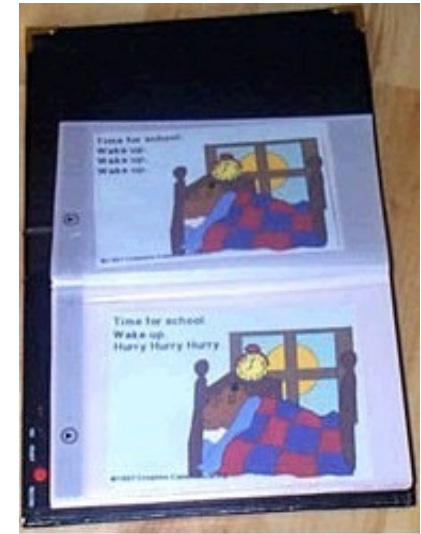 Time for school.
Wake up.
Wake up.
Wake up.
Time for school
Wake up
Hurry Hurry Hurry